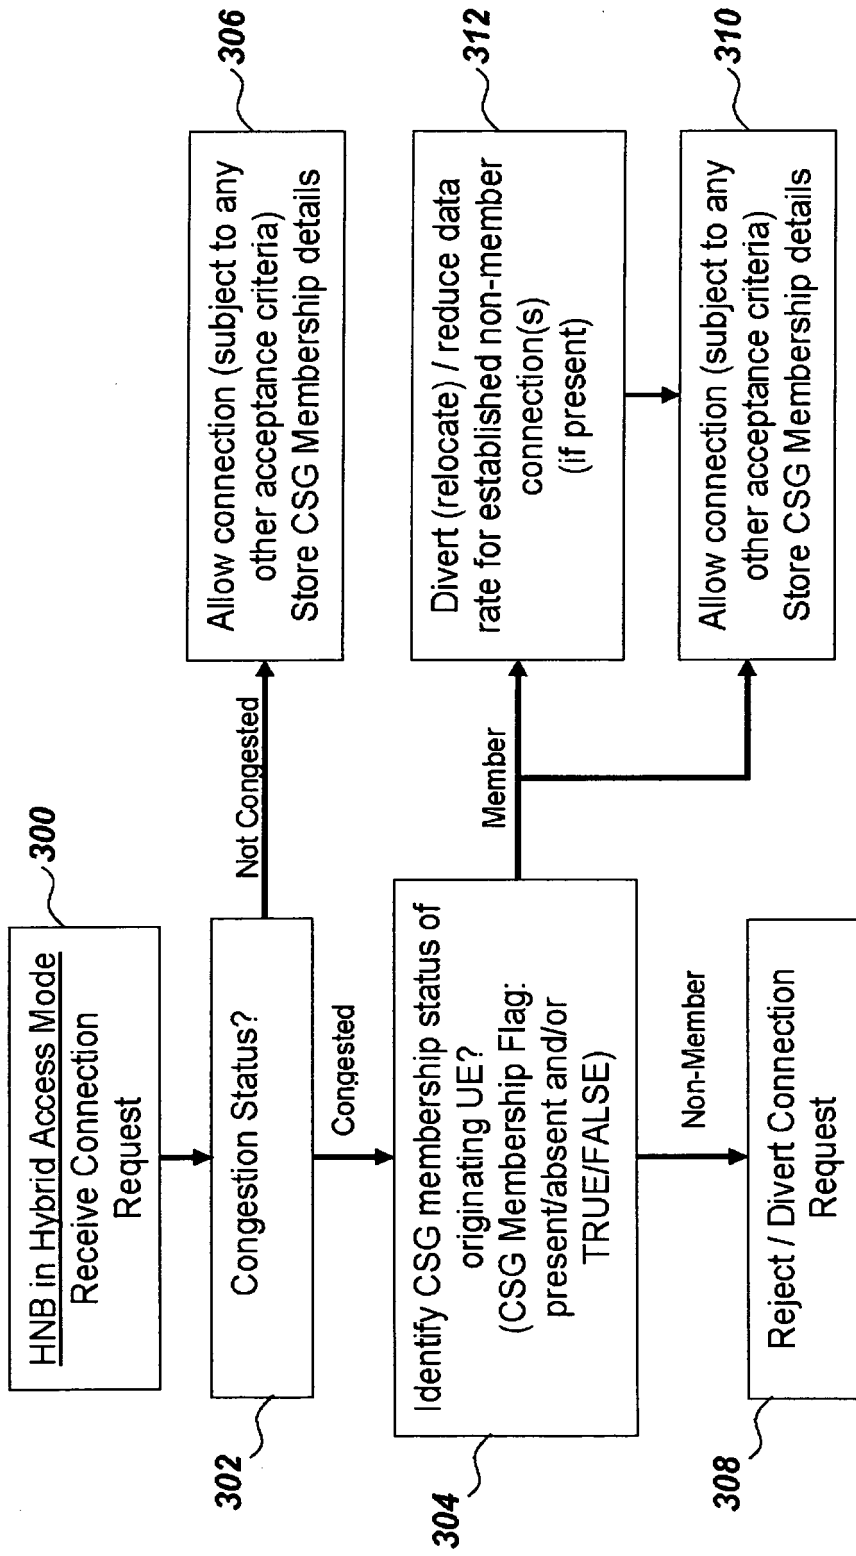 300
HNB in Hybrid Access Mode
Receive Connection
Request
302
Congestion Status?
Not Congested
306
Allow connection (subject to any
other acceptance criteria)
Store CSG Membership details
Congested
304
Identify CSG membership status of
originating UE?
(CSG Membership Flag:
present/absent and/or
TRUE/FALSE)
Member
312
Divert (relocate) / reduce data
rate for established non-member
connection(s)
(if present)
Non-Member
308
Reject / Divert Connection
Request
310
Allow connection (subject to any
other acceptance criteria)
Store CSG Membership details